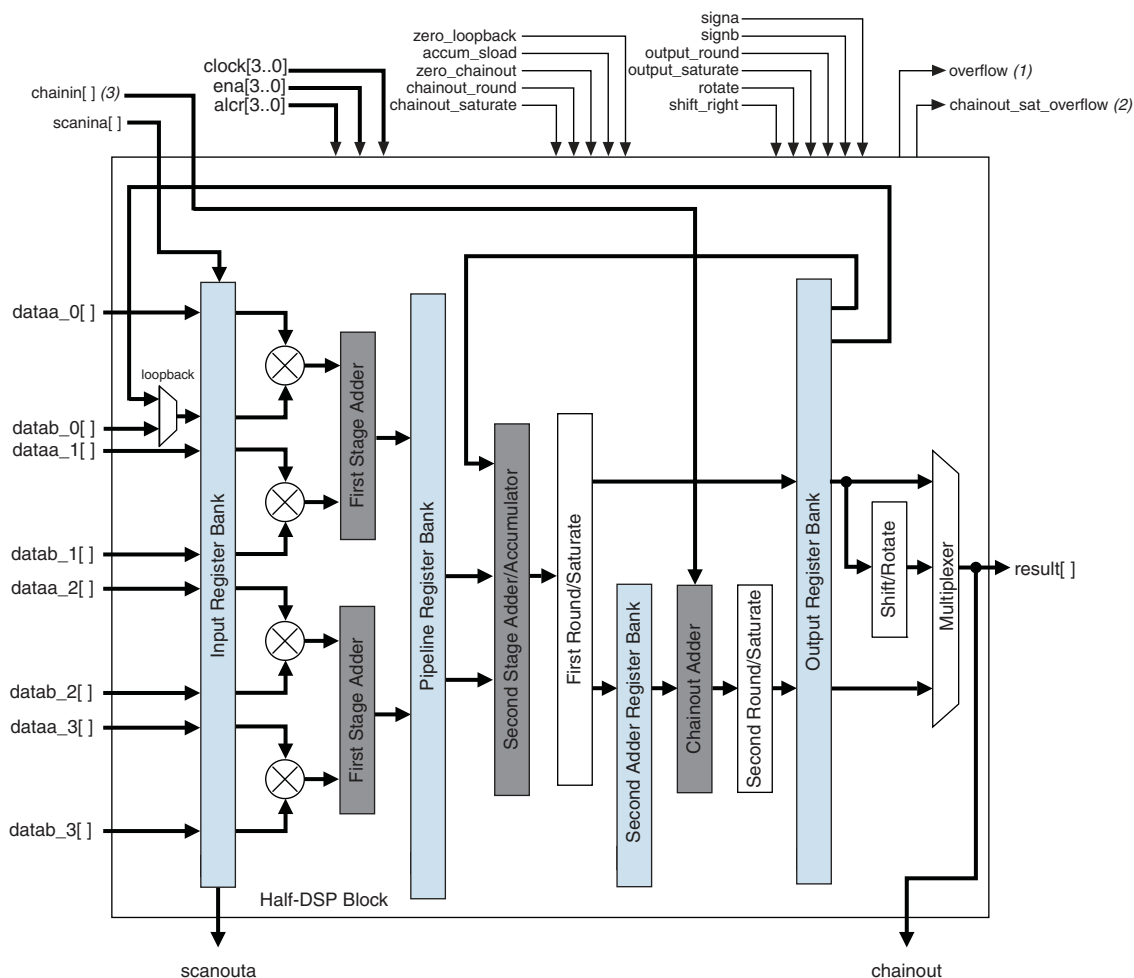 signa
signb
output_round
output_saturate
rotate
shift_right
zero_loopback
accum_sload
zero_chainout
chainout_round
chainout_saturate
clock[3..0]
ena[3..0]
alcr[3..0]
chainin[ ] (3)
scanina[ ]
overflow (1)
chainout_sat_overflow (2)
dataa_0[ ]
loopback
datab_0[ ]
dataa_1[ ]
datab_1[ ]
dataa_2[ ]
datab_2[ ]
dataa_3[ ]
datab_3[ ]
Input Register Bank
First Stage Adder
First Stage Adder
Pipeline Register Bank
Second Stage Adder/Accumulator
First Round/Saturate
Second Adder Register Bank
Chainout Adder
Second Round/Saturate
Output Register Bank
Shift/Rotate
Multiplexer
result[ ]
Half-DSP Block
scanouta
chainout